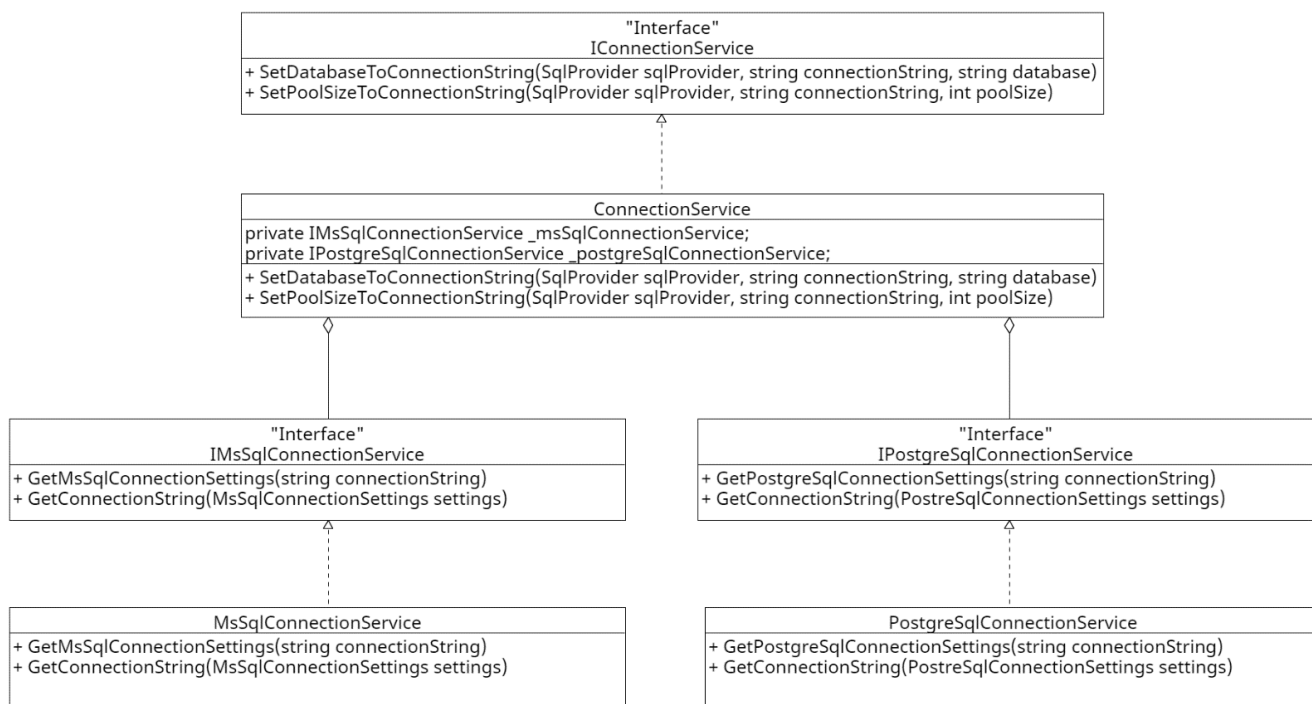 "Interface"
IConnectionService
+ SetDatabaseToConnectionString(SqlProvider sqlProvider, string connectionString, string database)
+ SetPoolSizeToConnectionString(SqlProvider sqlProvider, string connectionString, int poolSize)
ConnectionService
private IMsSqlConnectionService _msSqlConnectionService;
private IPostgreSqlConnectionService _postgreSqlConnectionService;
+ SetDatabaseToConnectionString(SqlProvider sqlProvider, string connectionString, string database)
+ SetPoolSizeToConnectionString(SqlProvider sqlProvider, string connectionString, int poolSize)
"Interface"
IMsSqlConnectionService
+ GetMsSqlConnectionSettings(string connectionString)
+ GetConnectionString(MsSqlConnectionSettings settings)
"Interface"
IPostgreSqlConnectionService
+ GetPostgreSqlConnectionSettings(string connectionString)
+ GetConnectionString(PostreSqlConnectionSettings settings)
MsSqlConnectionService
+ GetMsSqlConnectionSettings(string connectionString)
+ GetConnectionString(MsSqlConnectionSettings settings)
PostgreSqlConnectionService
+ GetPostgreSqlConnectionSettings(string connectionString)
+ GetConnectionString(PostreSqlConnectionSettings settings)